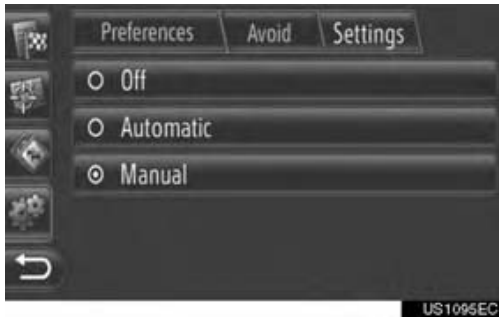 Preferences Avoid Settings
Off
Automatic
Manual
US1095EC